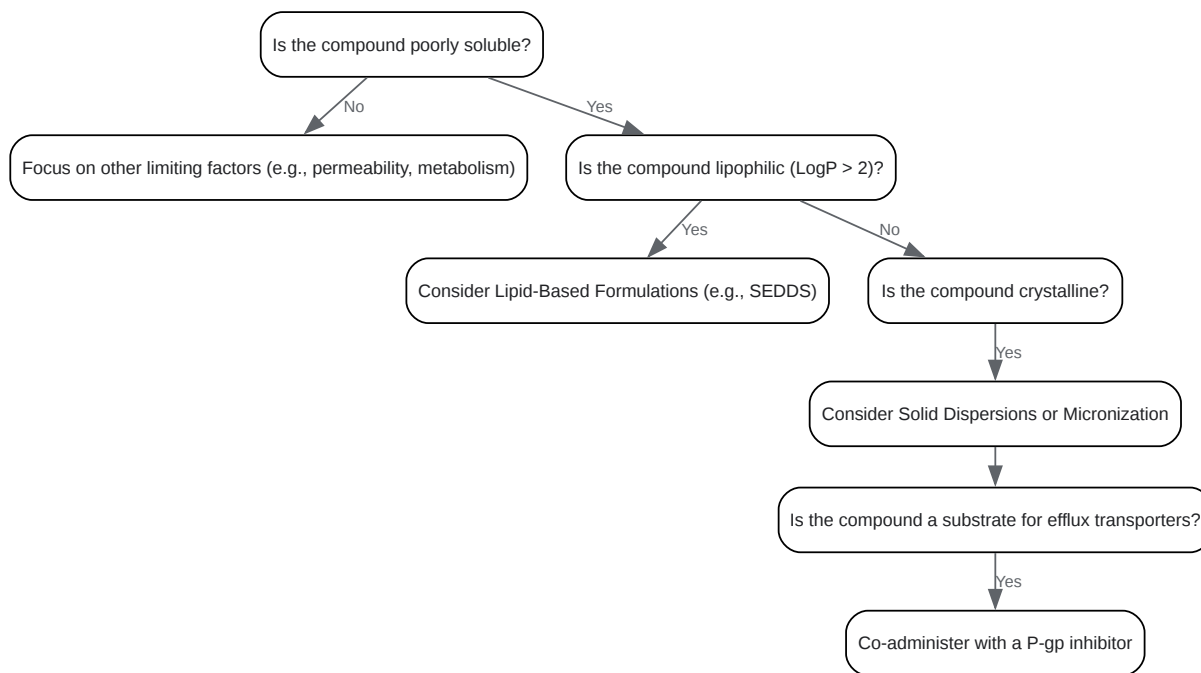 Is the compound poorly soluble?
No
Yes
Focus on other limiting factors (e.g., permeability, metabolism)
Is the compound lipophilic (LogP > 2)?
Yes
No
Consider Lipid-Based Formulations (e.g., SEDDS)
Is the compound crystalline?
Yes
Consider Solid Dispersions or Micronization
Is the compound a substrate for efflux transporters?
Yes
Co-administer with a P-gp inhibitor